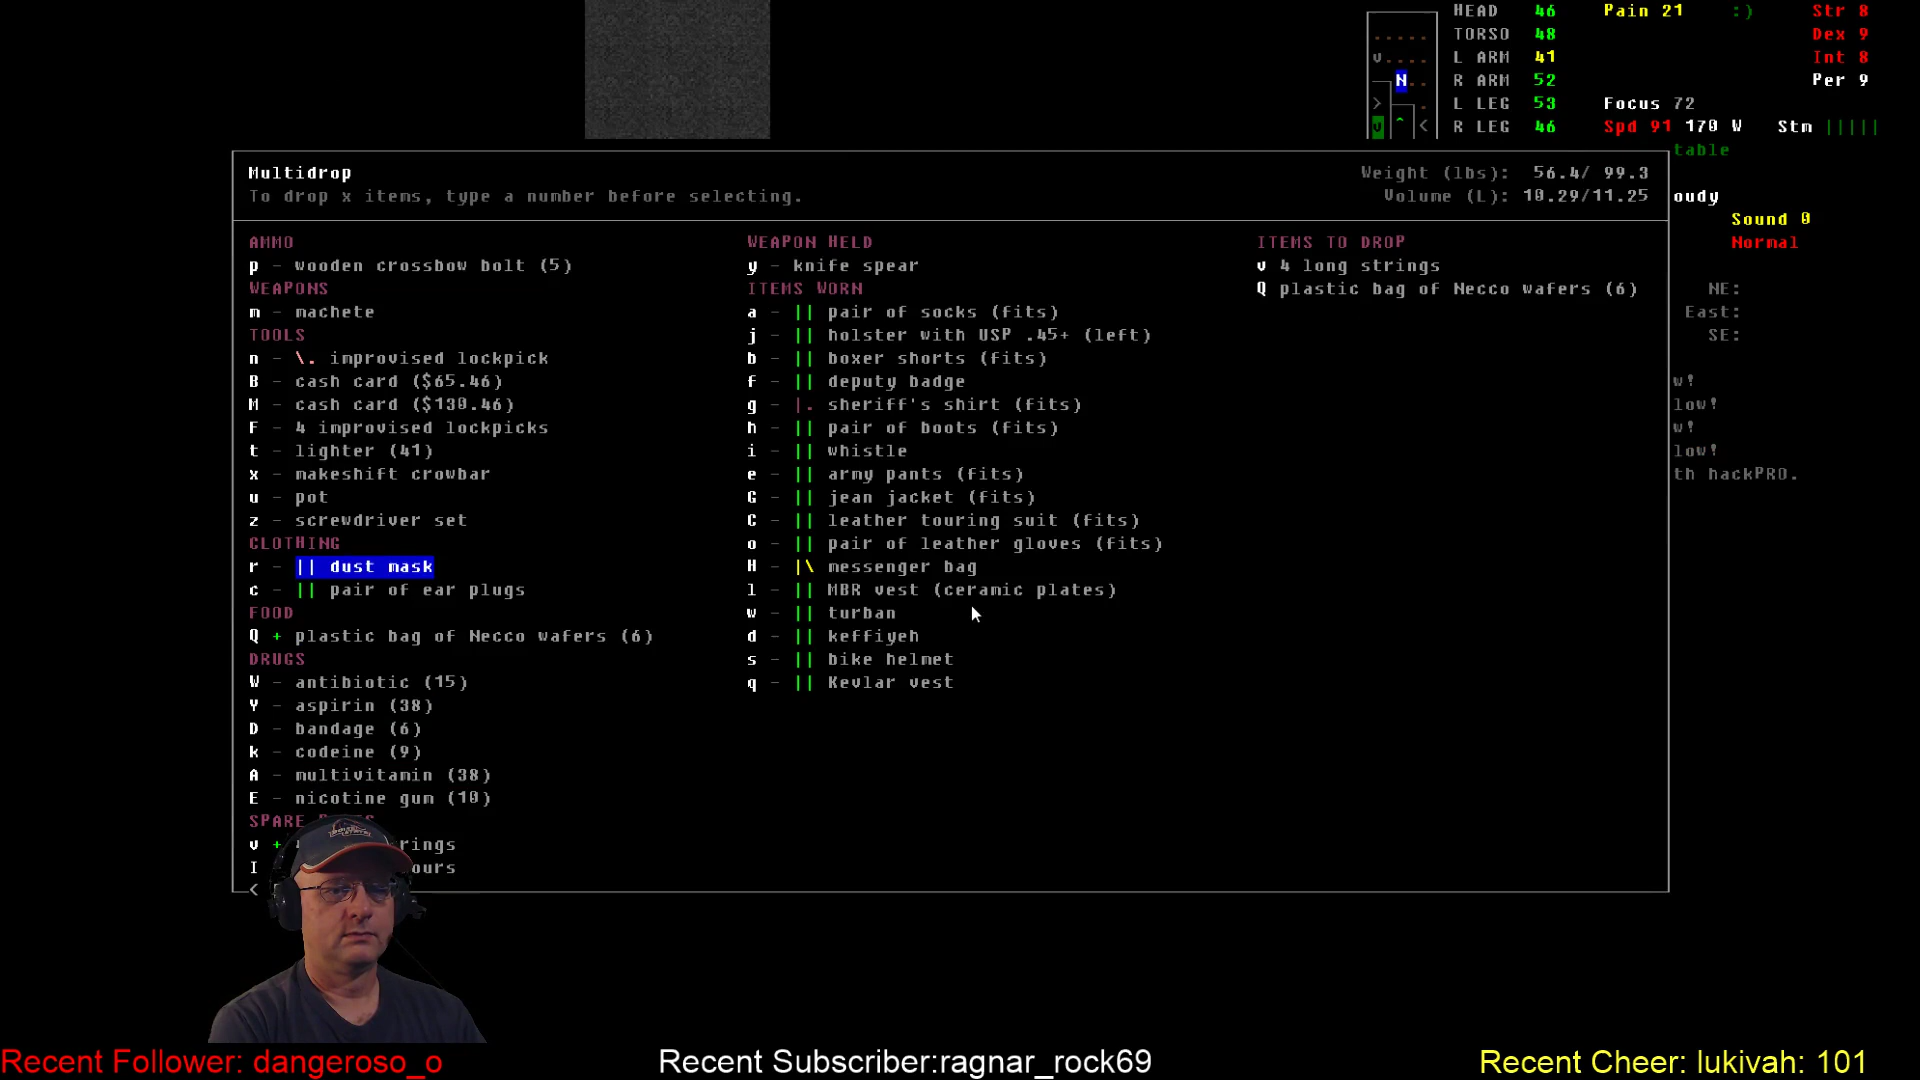 HEAD 46 Pain 21 :) Str 8
TORSO 48 Dex 9
L ARM 41 Int 8
R ARM 52 Per 9
L LEG 53 Focus 72
R LEG 46 Spd 91 170 W Stm |||||
table
Multidrop
To drop x items, type a number before selecting.
Weight (lbs): 56.4/ 99.3
Volume (L): 10.29/11.25
oudy
Sound 0
Normal
AMMO
p - wooden crossbow bolt (5)
WEAPONS
m - machete
TOOLS
n - \. improvised lockpick
B - cash card ($65.46)
M - cash card ($130.46)
F - 4 improvised lockpicks
t - lighter (41)
x - makeshift crowbar
u - pot
z - screwdriver set
CLOTHING
r - || dust mask
c - || pair of ear plugs
FOOD
Q + plastic bag of Necco wafers (6)
DRUGS
W - antibiotic (15)
Y - aspirin (38)
D - bandage (6)
k - codeine (9)
A - multivitamin (38)
E - nicotine gum (10)
SPARE
v + rings
I ours
<
WEAPON HELD
y - knife spear
ITEMS WORN
a - || pair of socks (fits)
j - || holster with USP .45+ (left)
b - || boxer shorts (fits)
f - || deputy badge
g - |. sheriff's shirt (fits)
h - || pair of boots (fits)
i - || whistle
e - || army pants (fits)
G - || jean jacket (fits)
C - || leather touring suit (fits)
o - || pair of leather gloves (fits)
H - |\ messenger bag
l - || MBR vest (ceramic plates)
w - || turban
d - || keffiyeh
s - || bike helmet
q - || Kevlar vest
ITEMS TO DROP
v 4 long strings
Q plastic bag of Necco wafers (6)
NE:
East:
SE:
w!
low!
w!
low!
th hackPRO.
Recent Follower: dangeroso_o
Recent Subscriber:ragnar_rock69
Recent Cheer: lukivah: 101